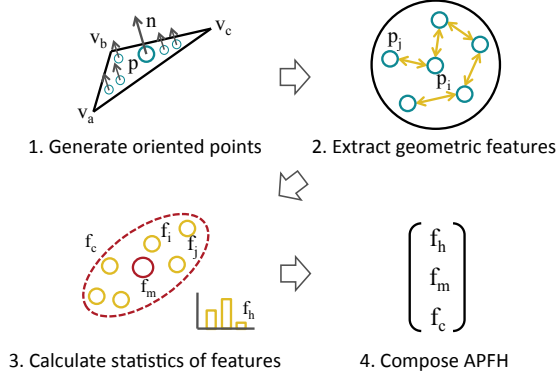 n
v_b
v_c
p
v_a
p_j
p_i
1. Generate oriented points
2. Extract geometric features
f_c
f_i
f_j
f_m
f_h
f_h
f_m
f_c
3. Calculate statistics of features
4. Compose APFH